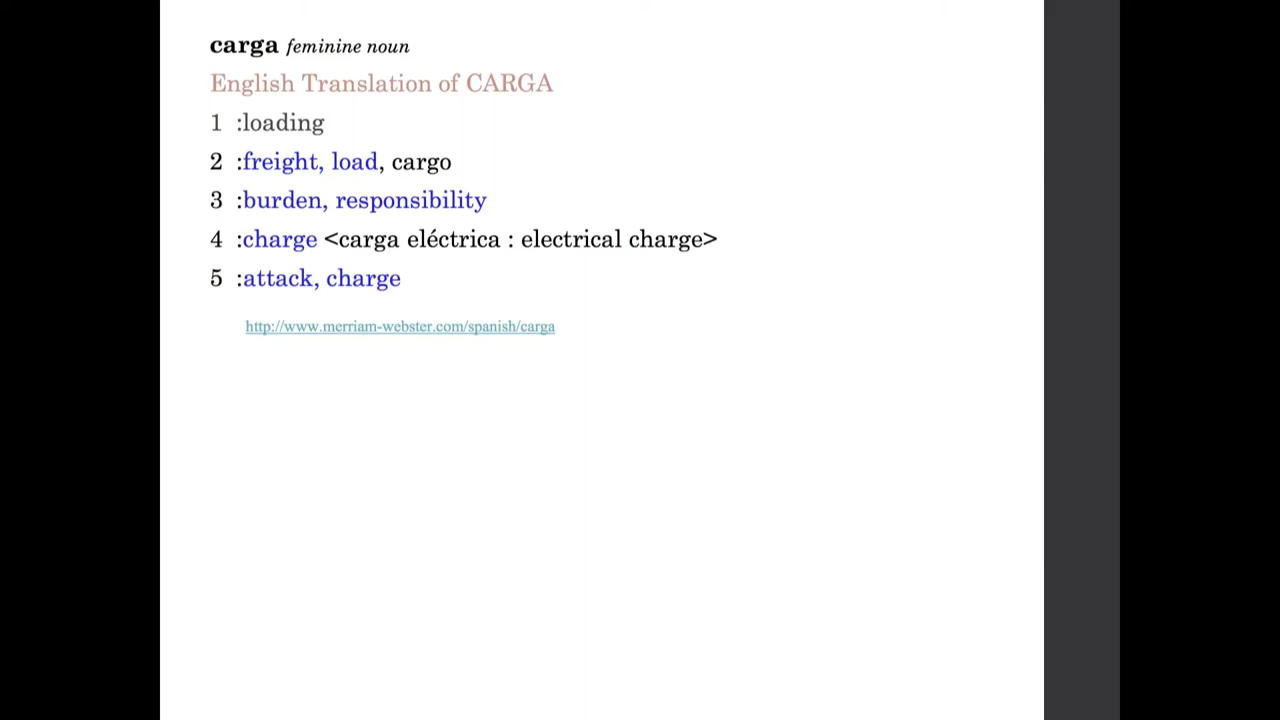 carga feminine noun
English Translation of CARGA
1 :loading
2 :freight, load, cargo
3 :burden, responsibility
4 :charge <carga eléctrica : electrical charge>
5 :attack, charge
http://www.merriam-webster.com/spanish/carga